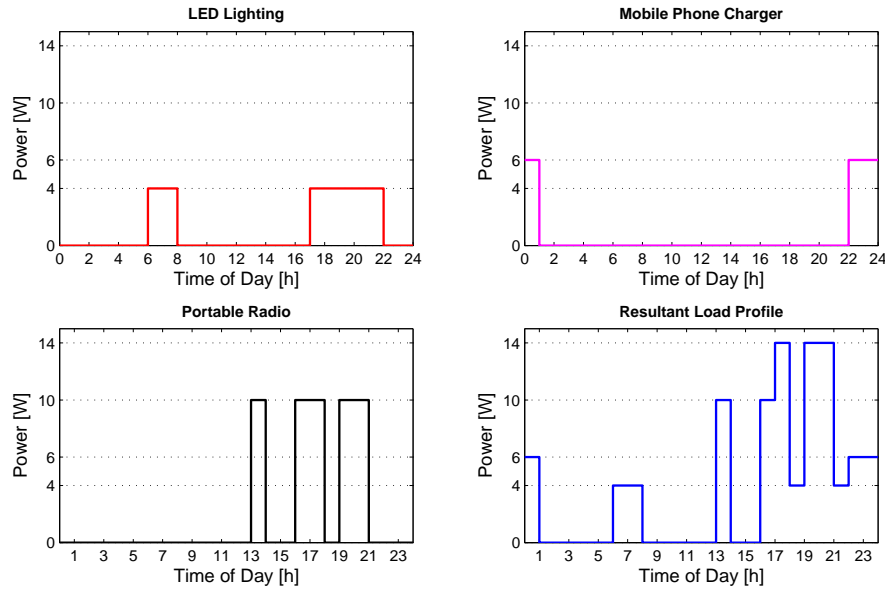 LED Lighting
Power [W]
14
10
6
4
0
0 2 4 6 8 10 12 14 16 18 20 22 24
Time of Day [h]
Mobile Phone Charger
Power [W]
14
10
6
4
0
0 2 4 6 8 10 12 14 16 18 20 22 24
Time of Day [h]
Portable Radio
Power [W]
14
10
6
4
0
1 3 5 7 9 11 13 15 17 19 21 23
Time of Day [h]
Resultant Load Profile
Power [W]
14
10
6
4
0
1 3 5 7 9 11 13 15 17 19 21 23
Time of Day [h]